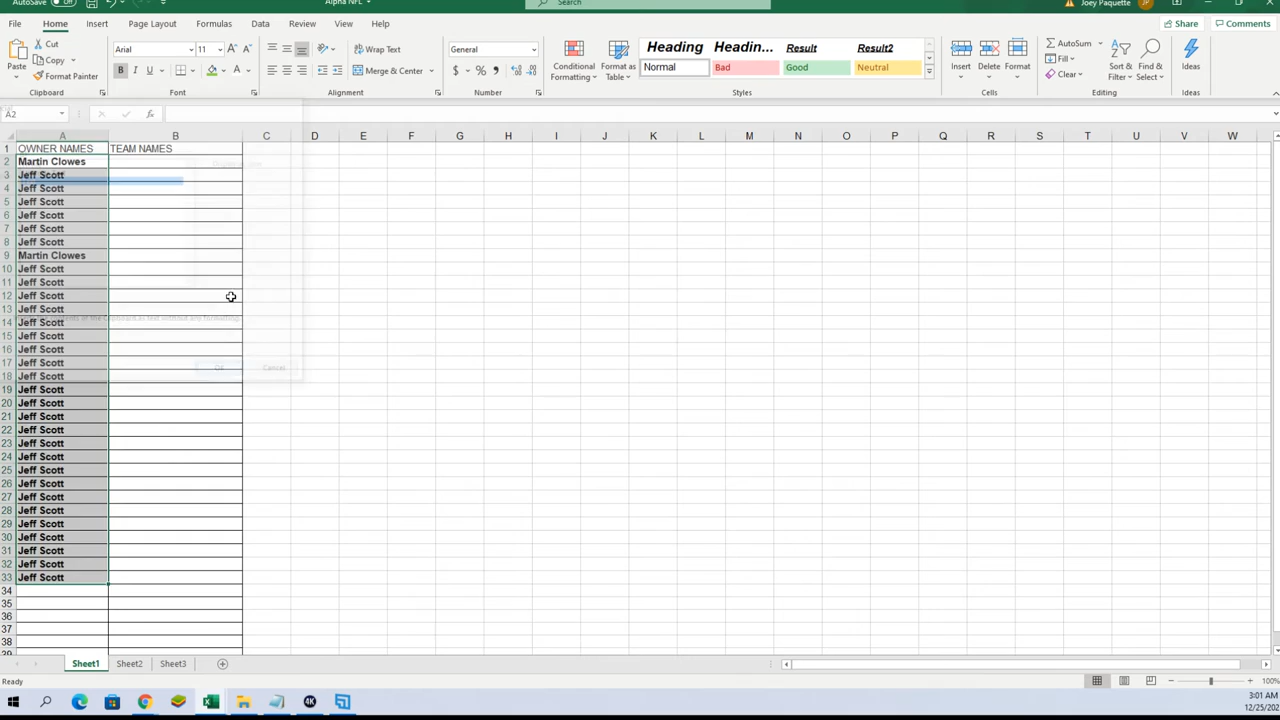 AutoSave Off Alpha NFL Search Joey Paquette JP
File Home Insert Page Layout Formulas Data Review View Help Share Comments
Cut Arial 11 Wrap Text General Heading Headin... Result Result2 AutoSum
Paste Copy Fill
Format Painter B I U A Merge & Center $ % Normal Bad Good Neutral Clear
Conditional Formatting Format as Table Insert Delete Format Sort & Filter Find & Select Ideas
Clipboard Font Alignment Number Styles Cells Editing Ideas
A2 fx
A B C D E F G H I J K L M N O P Q R S T U V W
1 OWNER NAMES TEAM NAMES
2 Martin Clowes
3 Jeff Scott
4 Jeff Scott
5 Jeff Scott
6 Jeff Scott
7 Jeff Scott
8 Jeff Scott
9 Martin Clowes
10 Jeff Scott
11 Jeff Scott
12 Jeff Scott
13 Jeff Scott
14 Jeff Scott
15 Jeff Scott
16 Jeff Scott
17 Jeff Scott
18 Jeff Scott
19 Jeff Scott
20 Jeff Scott
21 Jeff Scott
22 Jeff Scott
23 Jeff Scott
24 Jeff Scott
25 Jeff Scott
26 Jeff Scott
27 Jeff Scott
28 Jeff Scott
29 Jeff Scott
30 Jeff Scott
31 Jeff Scott
32 Jeff Scott
33 Jeff Scott
34
35
36
37
38
39
OK Cancel
Sheet1 Sheet2 Sheet3
Ready 100%
4K 3:01 AM
12/25/202